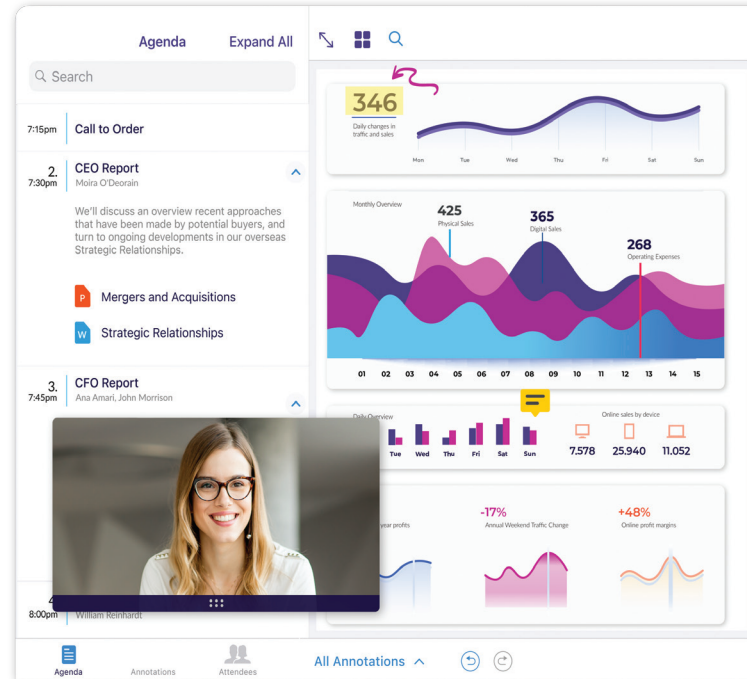 Agenda
Expand All
Search
7:15pm
Call to Order
2.
7:30pm
CEO Report
Moira O'Deorain
We'll discuss an overview recent approaches
that have been made by potential buyers, and
turn to ongoing developments in our overseas
Strategic Relationships.
P
Mergers and Acquisitions
W
Strategic Relationships
3.
7:45pm
CFO Report
Ana Amari, John Morrison
8:00pm
William Reinhardt
Agenda
Annotations
Attendees
346
Daily changes in
traffic and sales
Mon Tue Wed Thu Fri Sat Sun
Monthly Overview
425
Physical Sales
365
Digital Sales
268
Operating Expenses
01 02 03 04 05 06 07 08 09 10 11 12 13 14 15
Daily Overview
Tue Wed Thu Fri Sat Sun
Online sales by device
7.578 25.940 11.052
year profits
-17%
Annual Weekend Traffic Change
+48%
Online profit margins
All Annotations